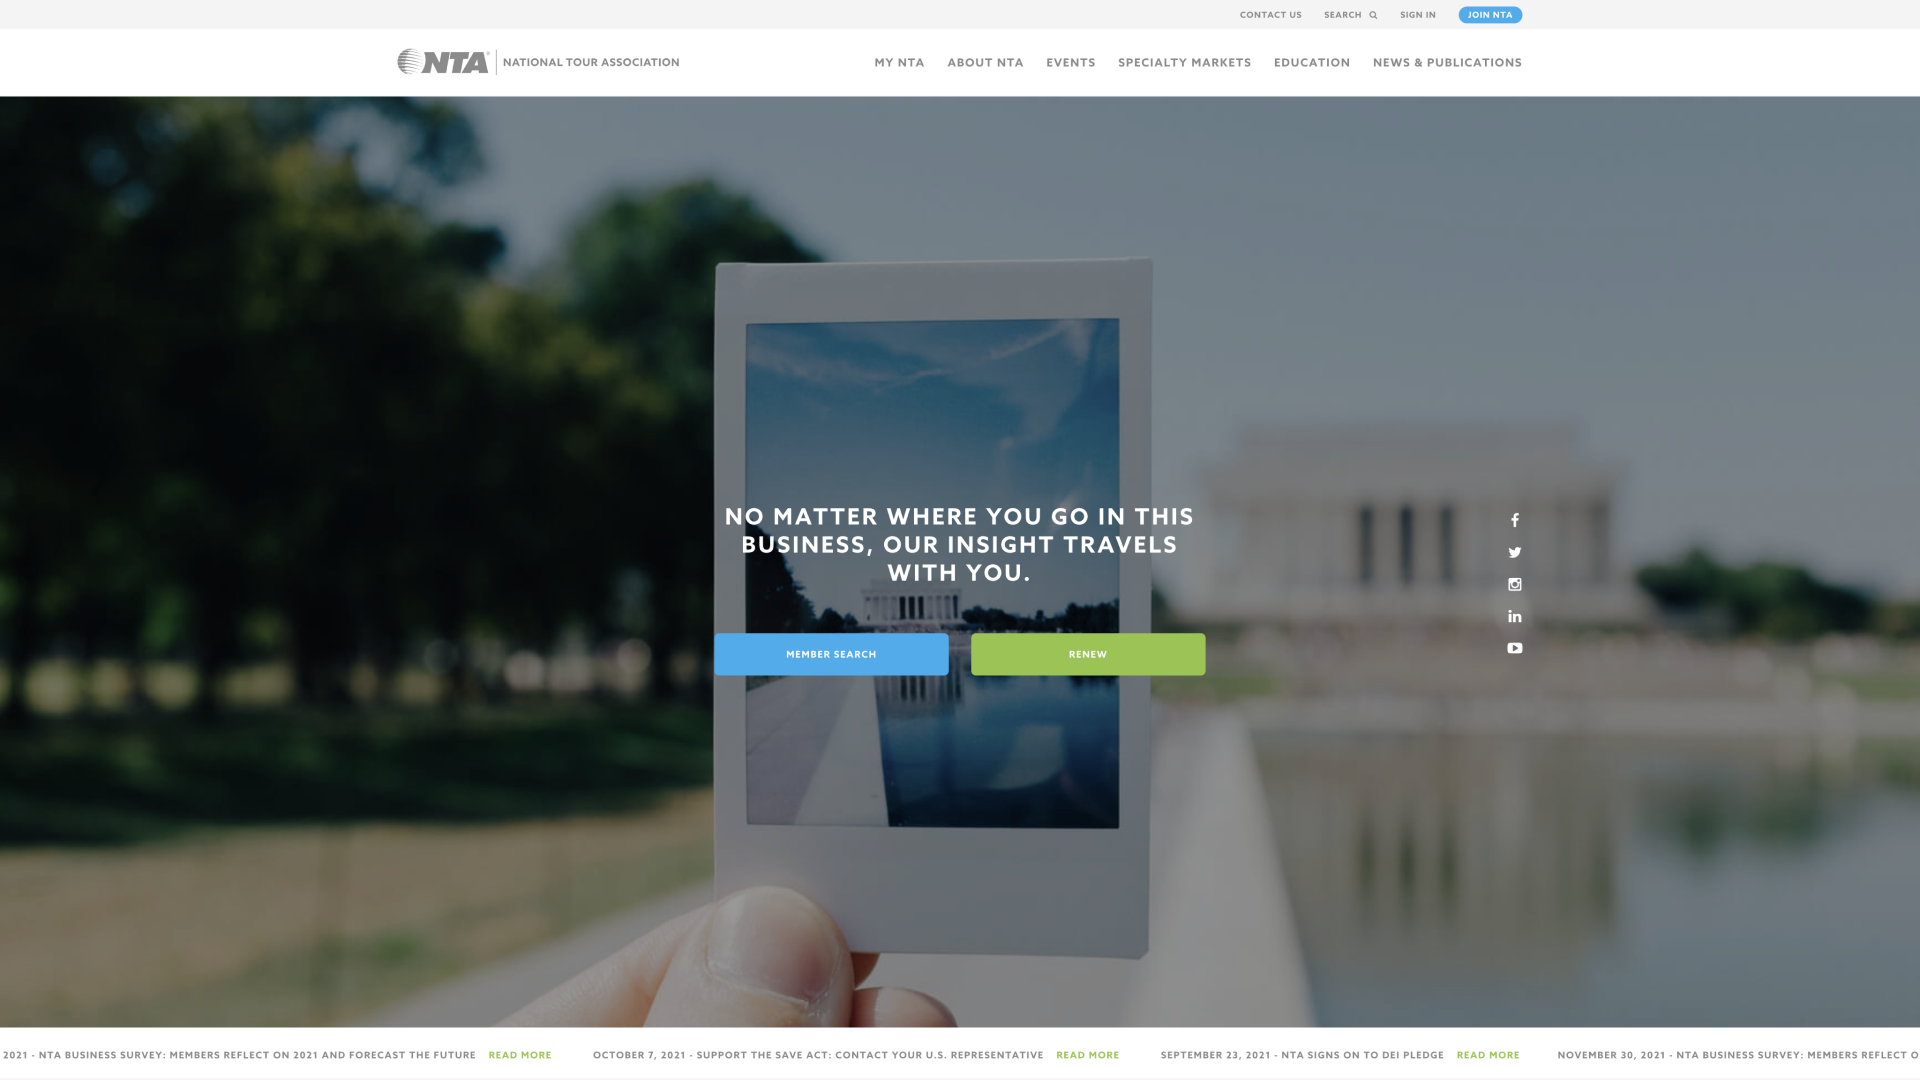 CONTACT US SEARCH SIGN IN JOIN NTA
NTA NATIONAL TOUR ASSOCIATION
MY NTA ABOUT NTA EVENTS SPECIALTY MARKETS EDUCATION NEWS & PUBLICATIONS
NO MATTER WHERE YOU GO IN THIS
BUSINESS, OUR INSIGHT TRAVELS
WITH YOU.
MEMBER SEARCH RENEW
2021 - NTA BUSINESS SURVEY: MEMBERS REFLECT ON 2021 AND FORECAST THE FUTURE READ MORE OCTOBER 7, 2021 - SUPPORT THE SAVE ACT: CONTACT YOUR U.S. REPRESENTATIVE READ MORE SEPTEMBER 23, 2021 - NTA SIGNS ON TO DEI PLEDGE READ MORE NOVEMBER 30, 2021 - NTA BUSINESS SURVEY: MEMBERS REFLECT O